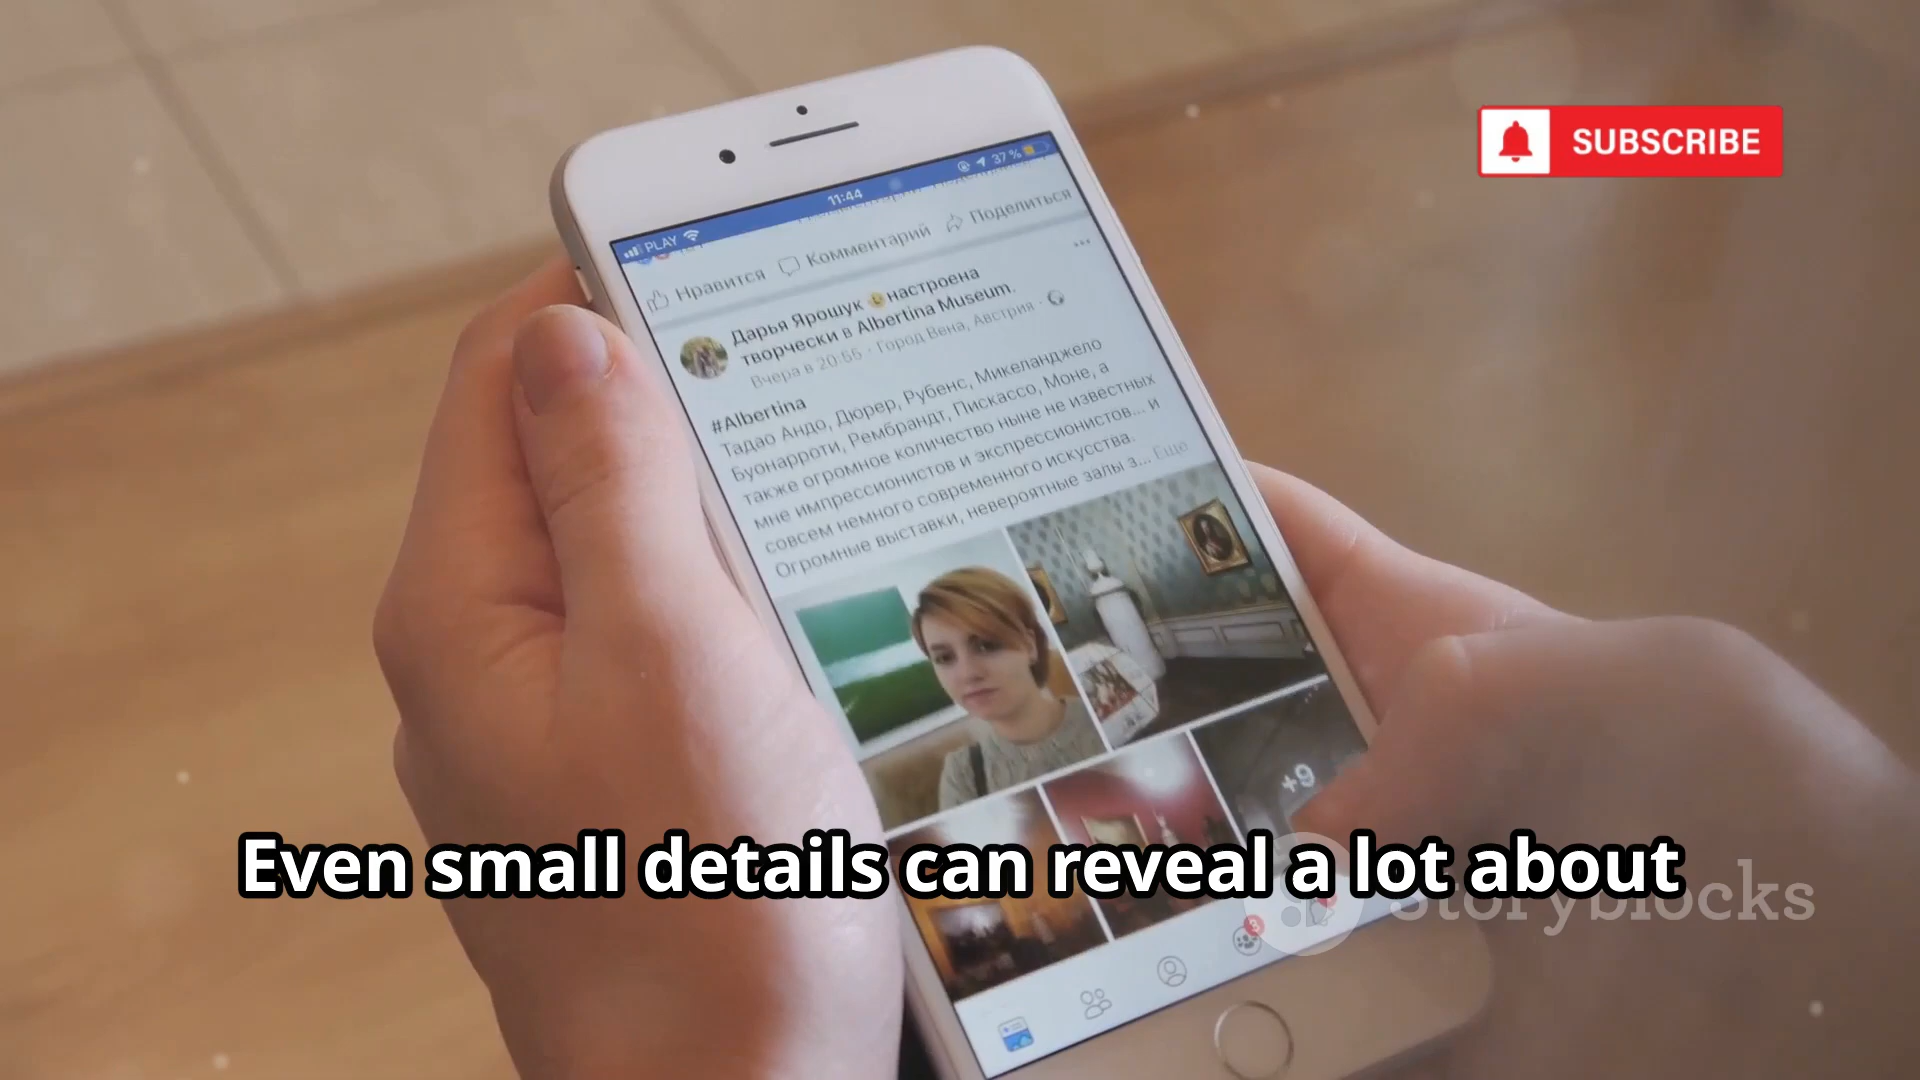 SUBSCRIBE
PLAY
11:44
37 %
Нравится
Комментарий
Поделиться
Дарья Ярошук настроена
творчески в Albertina Museum.
Вчера в 20:55 · Город Вена, Австрия ·
#Albertina
Тадао Андо, Дюрер, Рубенс, Микеланджело
Буонарроти, Рембрандт, Пискассо, Моне, а
также огромное количество ныне не известных
мне импрессионистов и экспрессионистов... и
совсем немного современного искусства.
Огромные выставки, невероятные залы з... Ещё
+9
Even small details can reveal a lot about
storyblocks
3